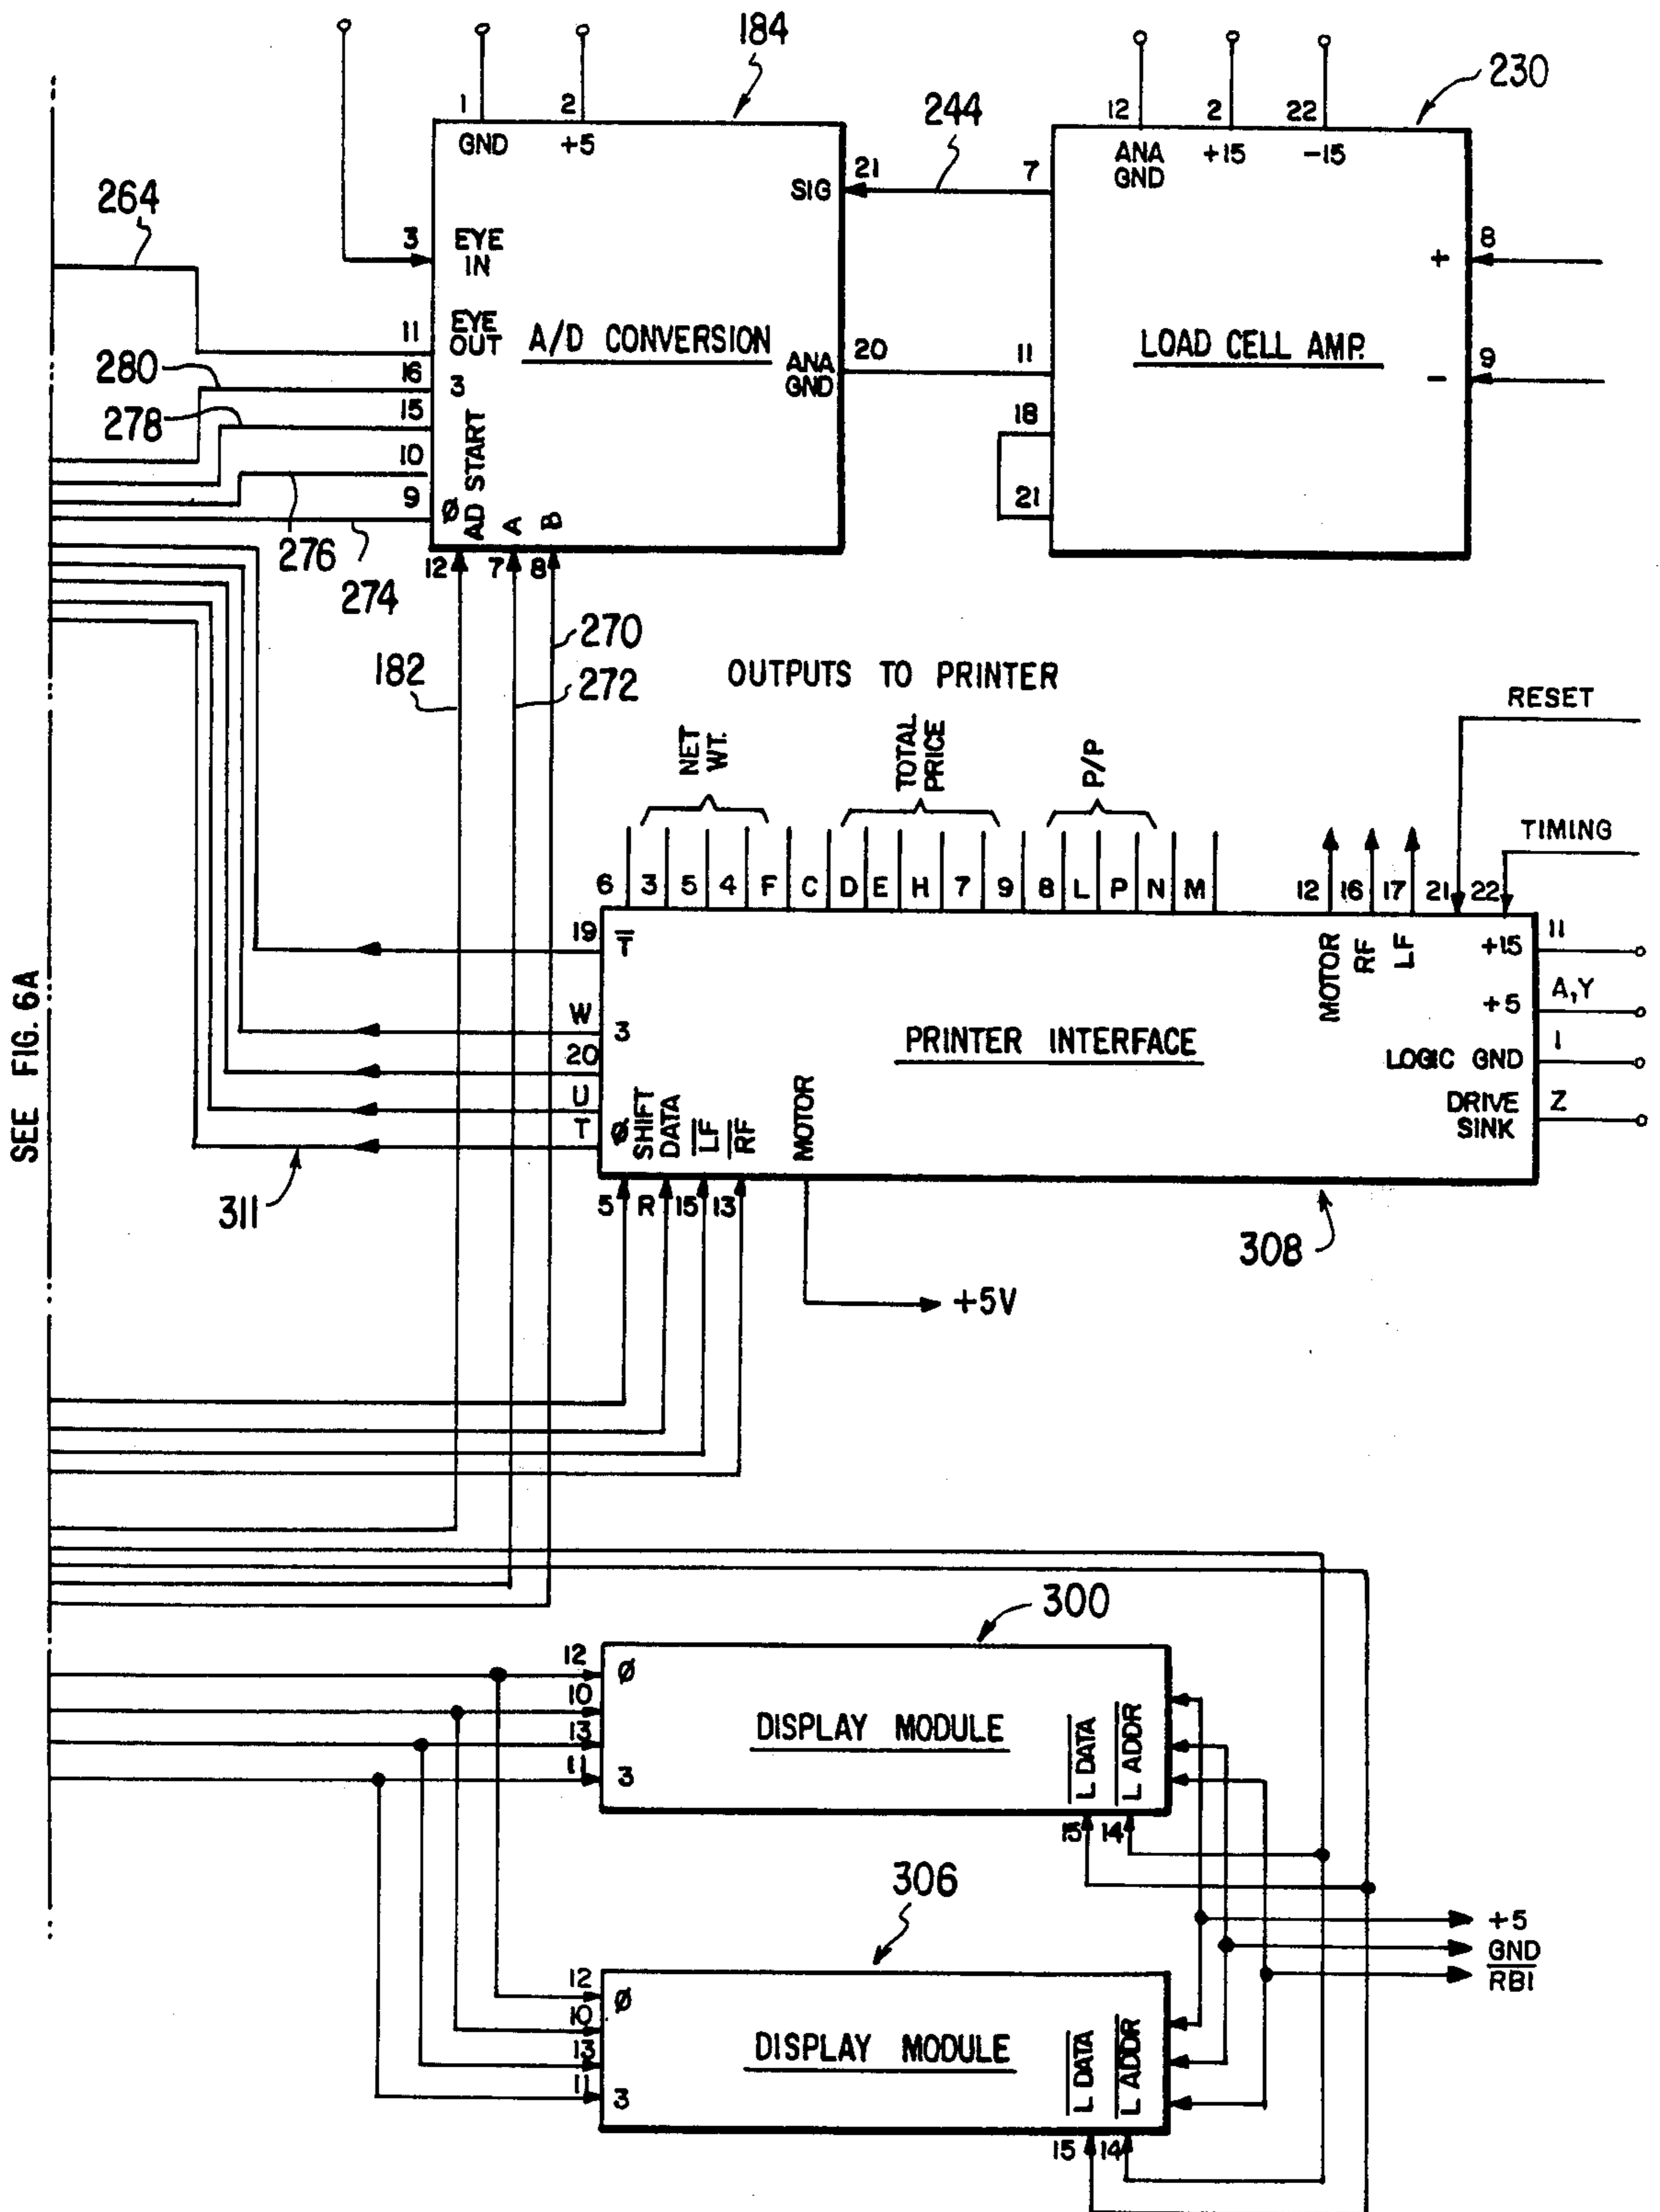 184
230
244
264
1
2
GND
+5
12
2
22
ANA
GND
+15
-15
21
SIG
7
3
EYE
IN
8
+
11
EYE
OUT
A/D CONVERSION
20
ANA
GND
11
LOAD CELL AMP.
9
-
280
16
3
278
15
10
9
Ø
AD START
A
B
18
21
276
274
12
7
8
270
182
272
OUTPUTS TO PRINTER
RESET
NET
WT.
TOTAL
PRICE
P/P
TIMING
6
3
5
4
F
C
D
E
H
7
9
8
L
P
N
M
12
16
17
21
22
19
T
MOTOR
RF
LF
+15
11
W
3
+5
A,Y
20
PRINTER INTERFACE
LOGIC GND
1
U
T
Ø
SHIFT
DATA
LF
RF
MOTOR
DRIVE
SINK
Z
SEE FIG. 6A
311
5
R
15
13
308
+5V
300
12
Ø
10
13
11
3
DISPLAY MODULE
L DATA
L ADDR
15
14
306
+5
GND
RBI
12
Ø
10
13
11
3
DISPLAY MODULE
L DATA
L ADDR
15
14